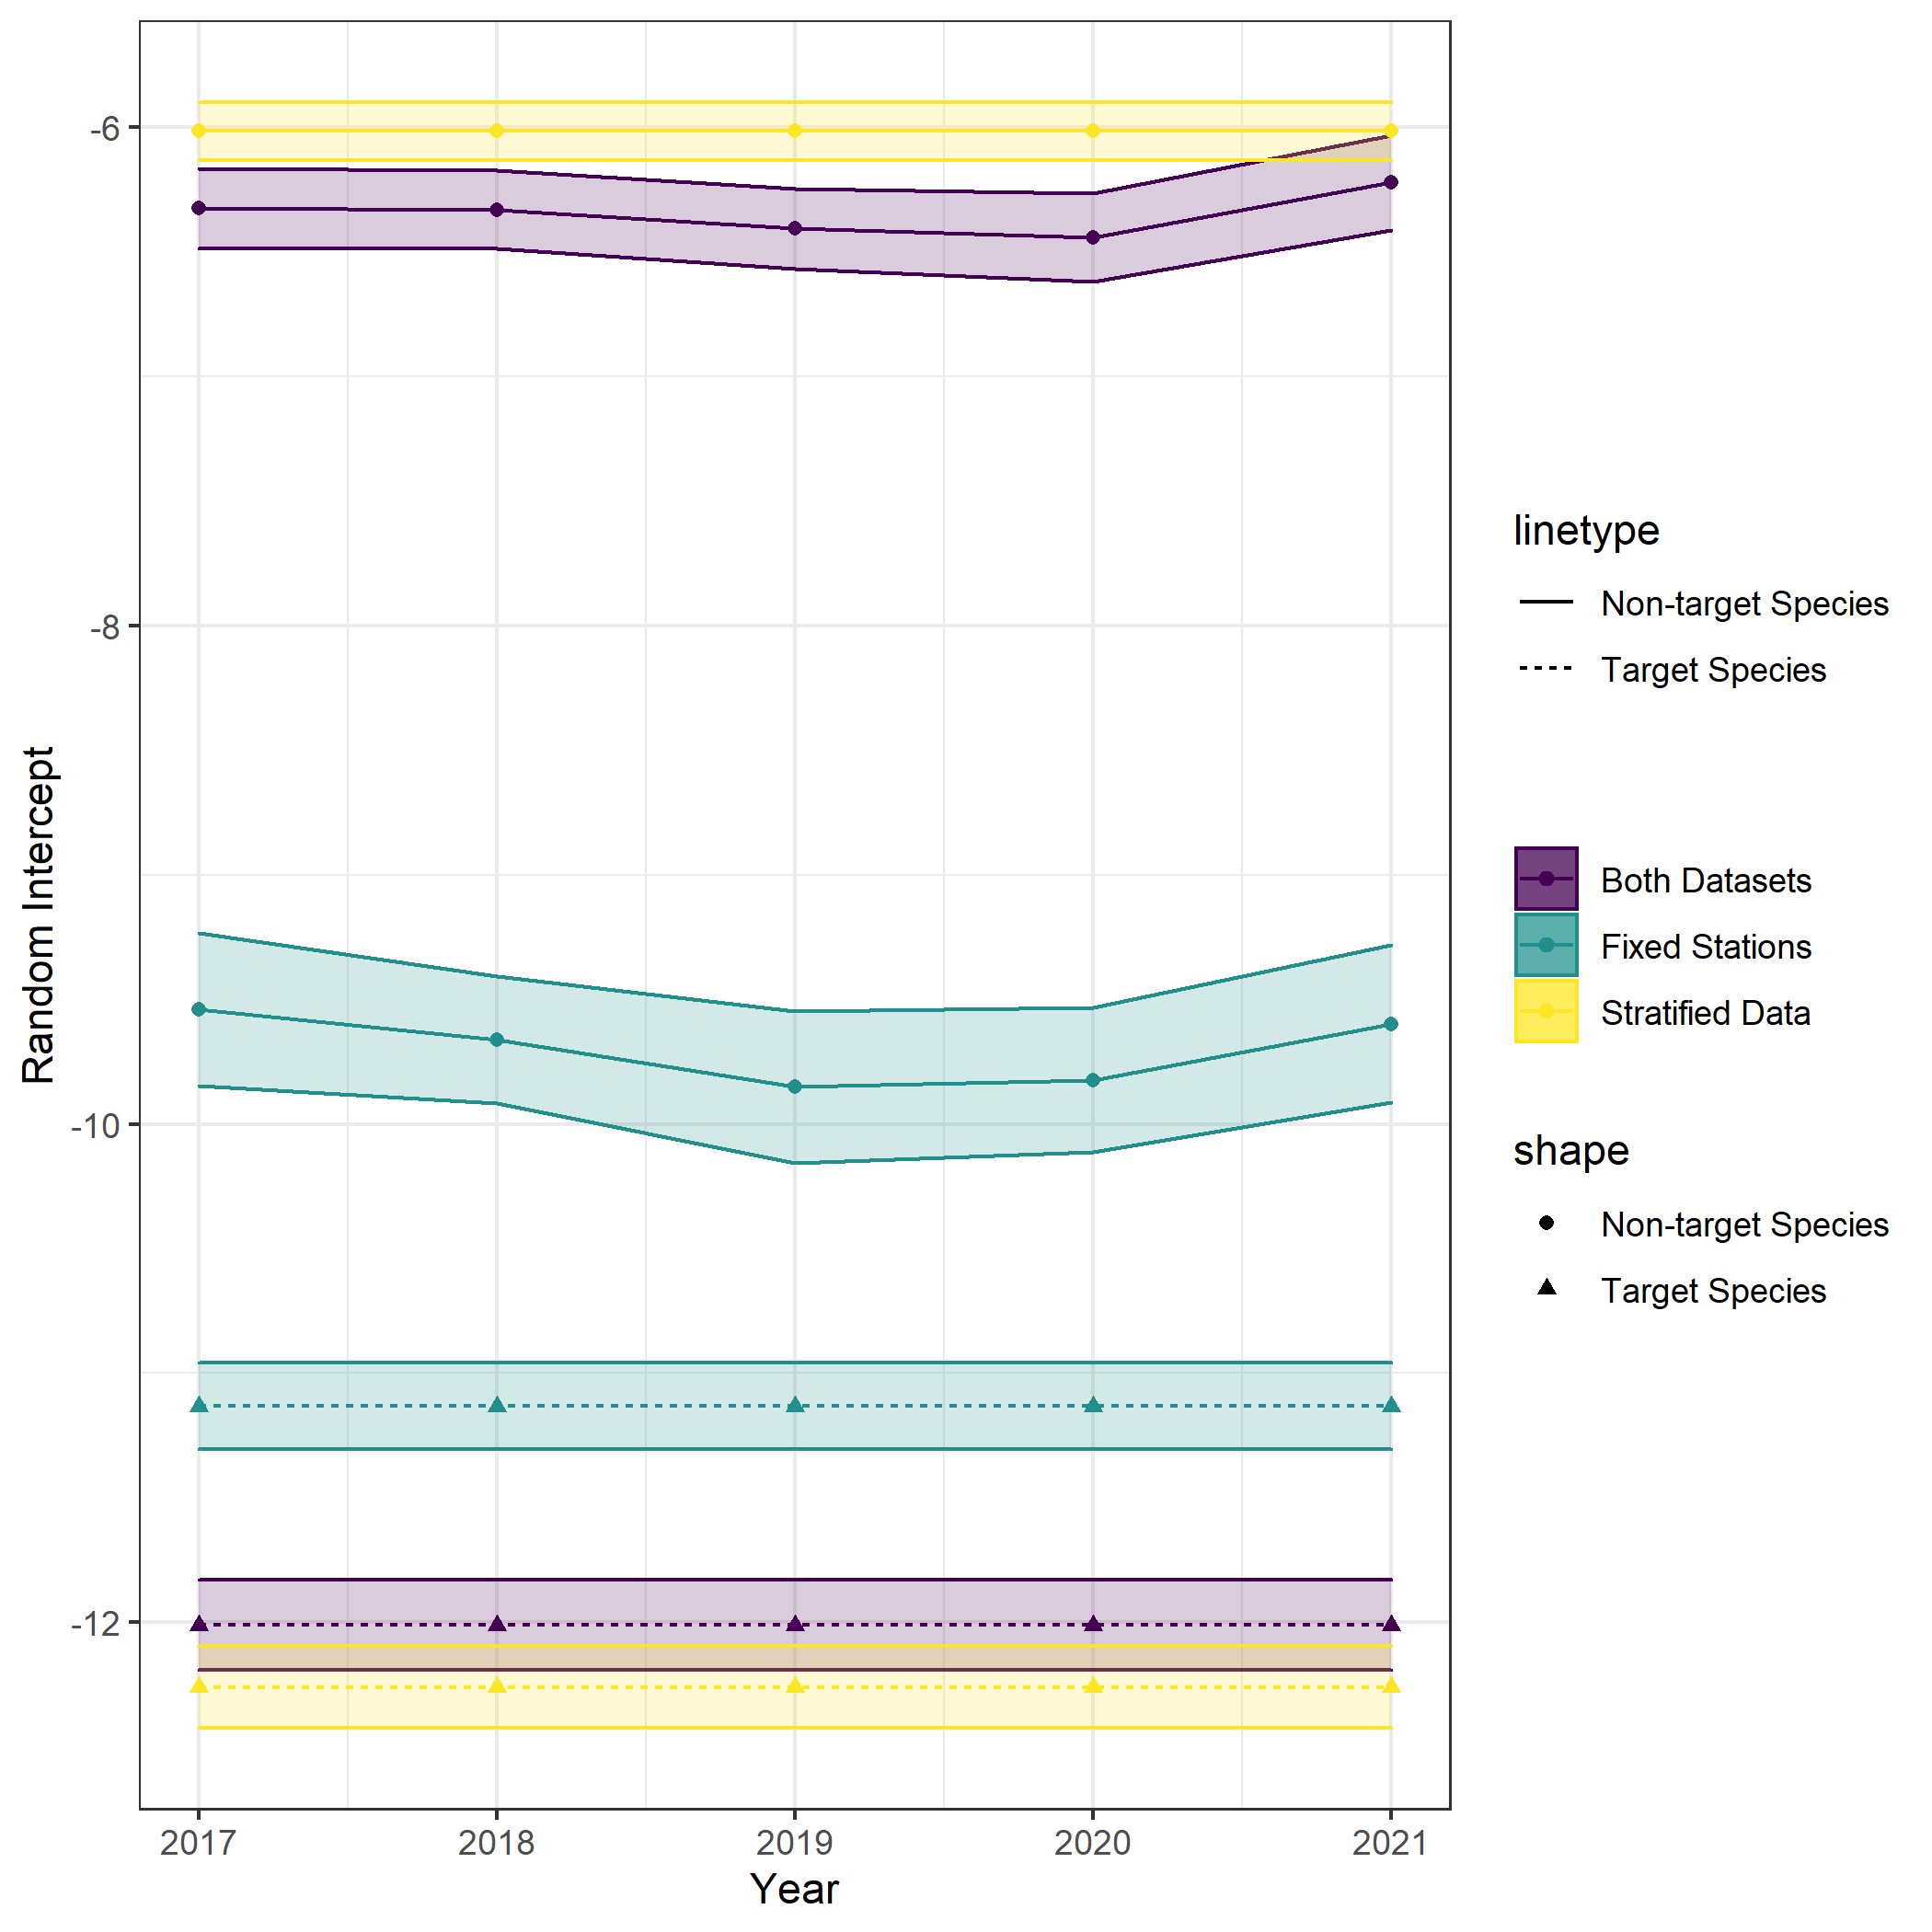 -6
-8
-10
-12
Random Intercept
2017 2018 2019 2020 2021
Year
linetype
Non-target Species
Target Species
Both Datasets
Fixed Stations
Stratified Data
shape
Non-target Species
Target Species